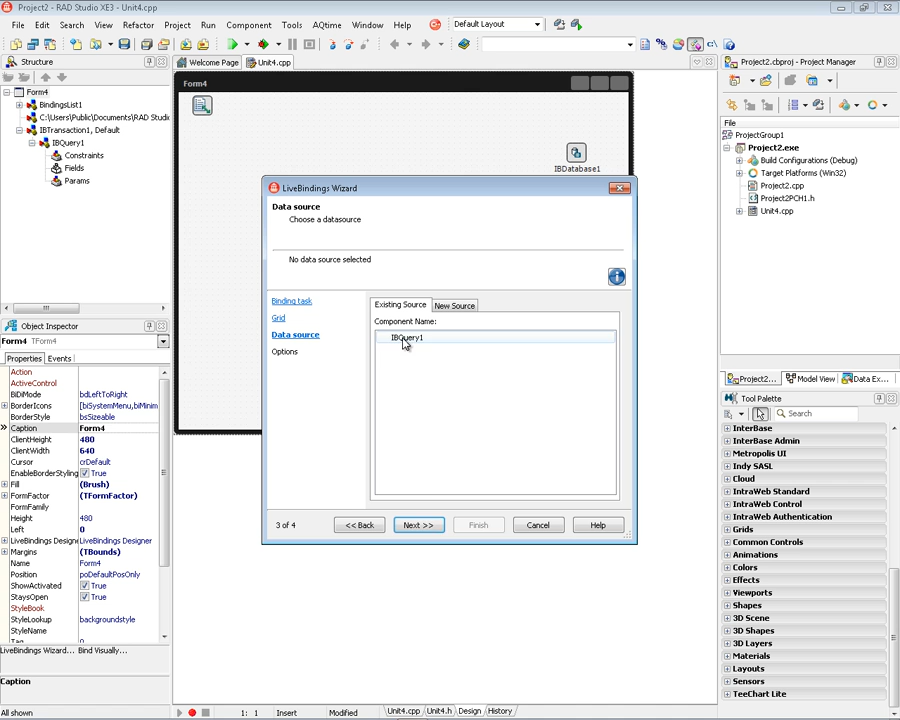 Project2 - RAD Studio XE3 - Unit4.cpp
File Edit Search View Refactor Project Run Component Tools AQtime Window Help Default Layout
Structure
Form4
BindingsList1
C:\Users\Public\Documents\RAD Studio
IBTransaction1, Default
IBQuery1
Constraints
Fields
Params
Object Inspector
Form4 TForm4
Properties Events
Action
ActiveControl
BiDiMode bdLeftToRight
BorderIcons [biSystemMenu,biMinim
BorderStyle bsSizeable
Caption Form4
ClientHeight 480
ClientWidth 640
Cursor crDefault
EnableBorderStyling True
Fill (Brush)
FormFactor (TFormFactor)
FormFamily
Height 480
Left 0
LiveBindings Design LiveBindings Designer
Margins (TBounds)
Name Form4
Position poDefaultPosOnly
ShowActivated True
StaysOpen True
StyleBook
StyleLookup backgroundstyle
StyleName
Tag 0
LiveBindings Wizard... Bind Visually...
Caption
All shown
Welcome Page Unit4.cpp
Form4
IBDatabase1
LiveBindings Wizard
Data source
Choose a datasource
No data source selected
Binding task
Grid
Data source
Options
Existing Source New Source
Component Name:
IBQuery1
3 of 4 << Back Next >> Finish Cancel Help
1: 1 Insert Modified Unit4.cpp Unit4.h Design History
Project2.cbproj - Project Manager
File
ProjectGroup1
Project2.exe
Build Configurations (Debug)
Target Platforms (Win32)
Project2.cpp
Project2PCH1.h
Unit4.cpp
Project2... Model View Data Ex...
Tool Palette
Search
InterBase
InterBase Admin
Metropolis UI
Indy SASL
Cloud
IntraWeb Standard
IntraWeb Control
IntraWeb Authentication
Grids
Common Controls
Animations
Colors
Effects
Viewports
Shapes
3D Scene
3D Shapes
3D Layers
Materials
Layouts
Sensors
TeeChart Lite